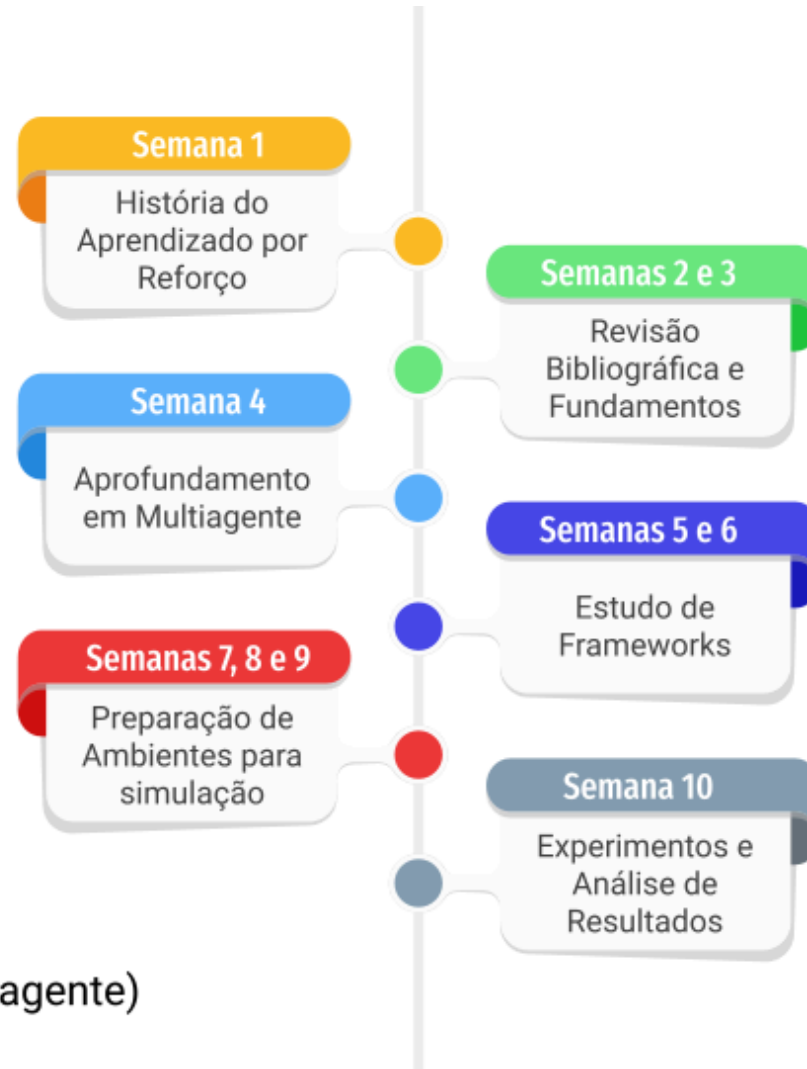 Semana 1
História do
Aprendizado por
Reforço
Semanas 2 e 3
Revisão
Bibliográfica e
Fundamentos
Semana 4
Aprofundamento
em Multiagente
Semanas 5 e 6
Estudo de
Frameworks
Semanas 7, 8 e 9
Preparação de
Ambientes para
simulação
Semana 10
Experimentos e
Análise de
Resultados
agente)